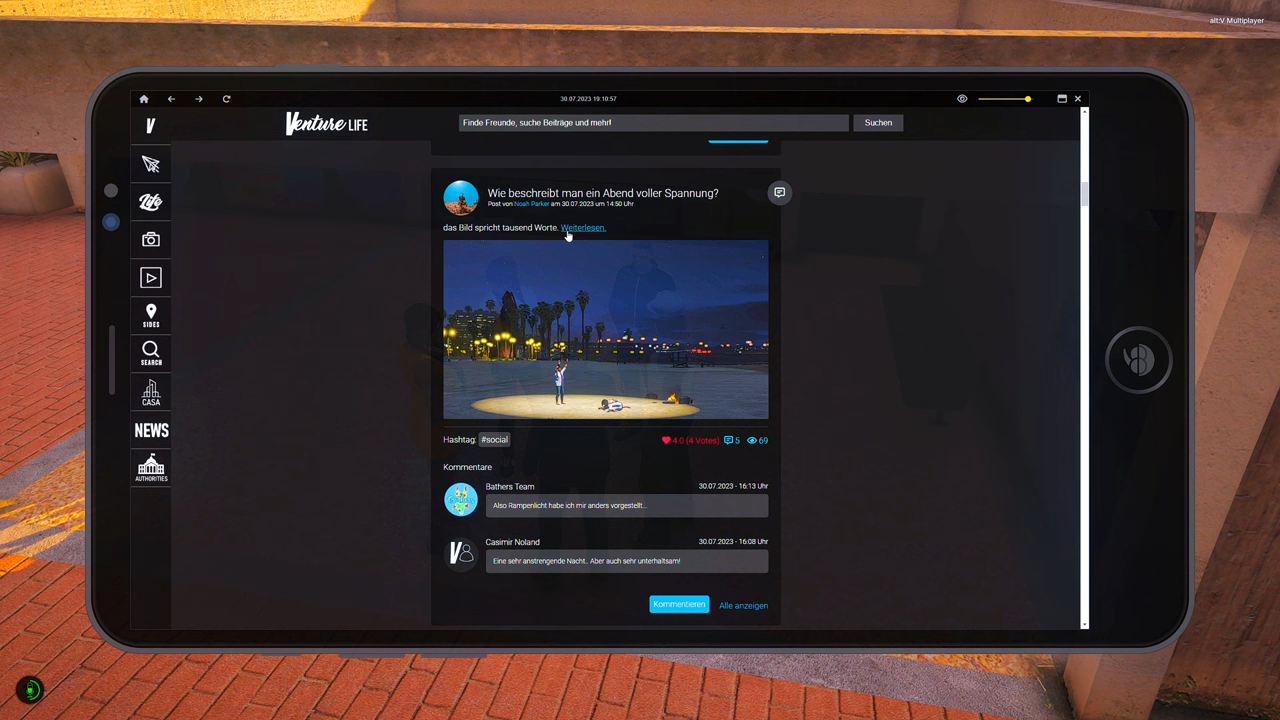 alt:V Multiplayer
30.07.2023 19:10:57
V
Venture LIFE
Finde Freunde, suche Beiträge und mehr!
Suchen
Life
SIDES
SEARCH
CASA
NEWS
AUTHORITIES
Wie beschreibt man ein Abend voller Spannung?
Post von Noah Parker am 30.07.2023 um 14:50 Uhr
das Bild spricht tausend Worte. Weiterlesen.
Hashtag: #social
4.0 (4 Votes) 5 69
Kommentare
Bathers Team 30.07.2023 - 16:13 Uhr
Also Rampenlicht habe ich mir anders vorgestellt...
Casimir Noland 30.07.2023 - 16:08 Uhr
V
Eine sehr anstrengende Nacht.. Aber auch sehr unterhaltsam!
Kommentieren Alle anzeigen